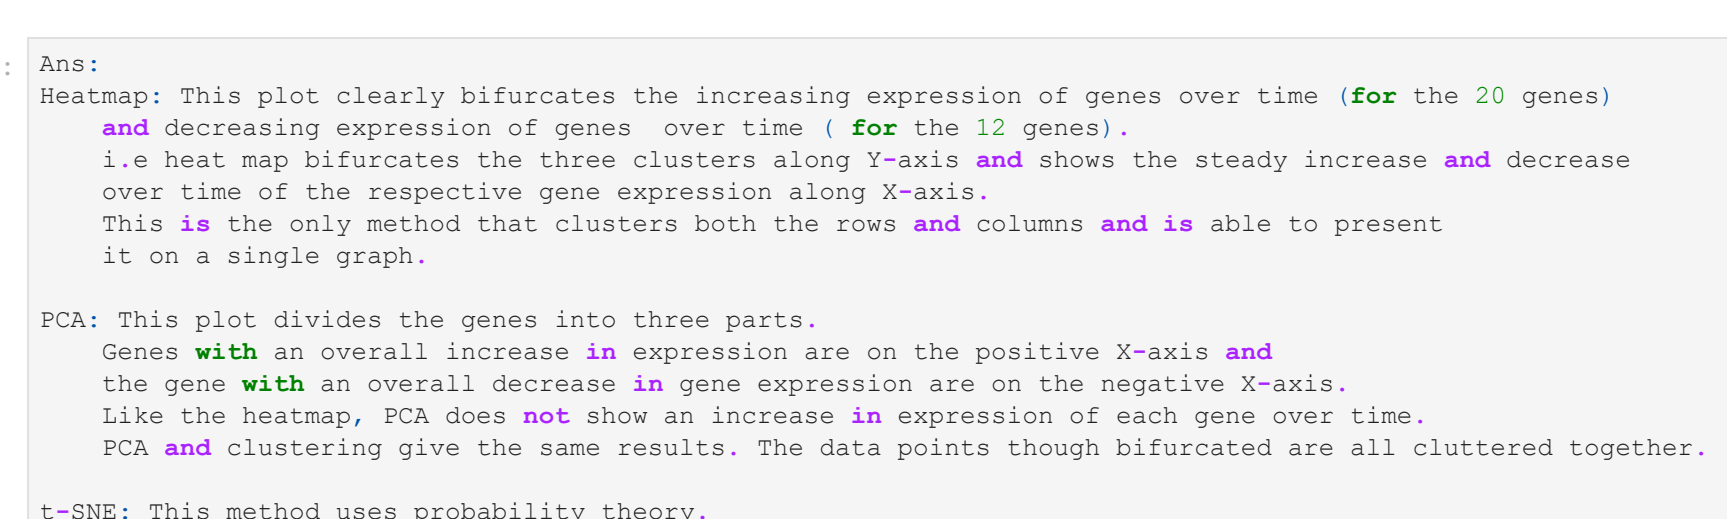 :
Ans:
Heatmap: This plot clearly bifurcates the increasing expression of genes over time (for the 20 genes)
and decreasing expression of genes  over time ( for the 12 genes).
i.e heat map bifurcates the three clusters along Y-axis and shows the steady increase and decrease
over time of the respective gene expression along X-axis.
This is the only method that clusters both the rows and columns and is able to present
it on a single graph.
PCA: This plot divides the genes into three parts.
Genes with an overall increase in expression are on the positive X-axis and
the gene with an overall decrease in gene expression are on the negative X-axis.
Like the heatmap, PCA does not show an increase in expression of each gene over time.
PCA and clustering give the same results. The data points though bifurcated are all cluttered together.
t-SNE: This method uses probability theory.